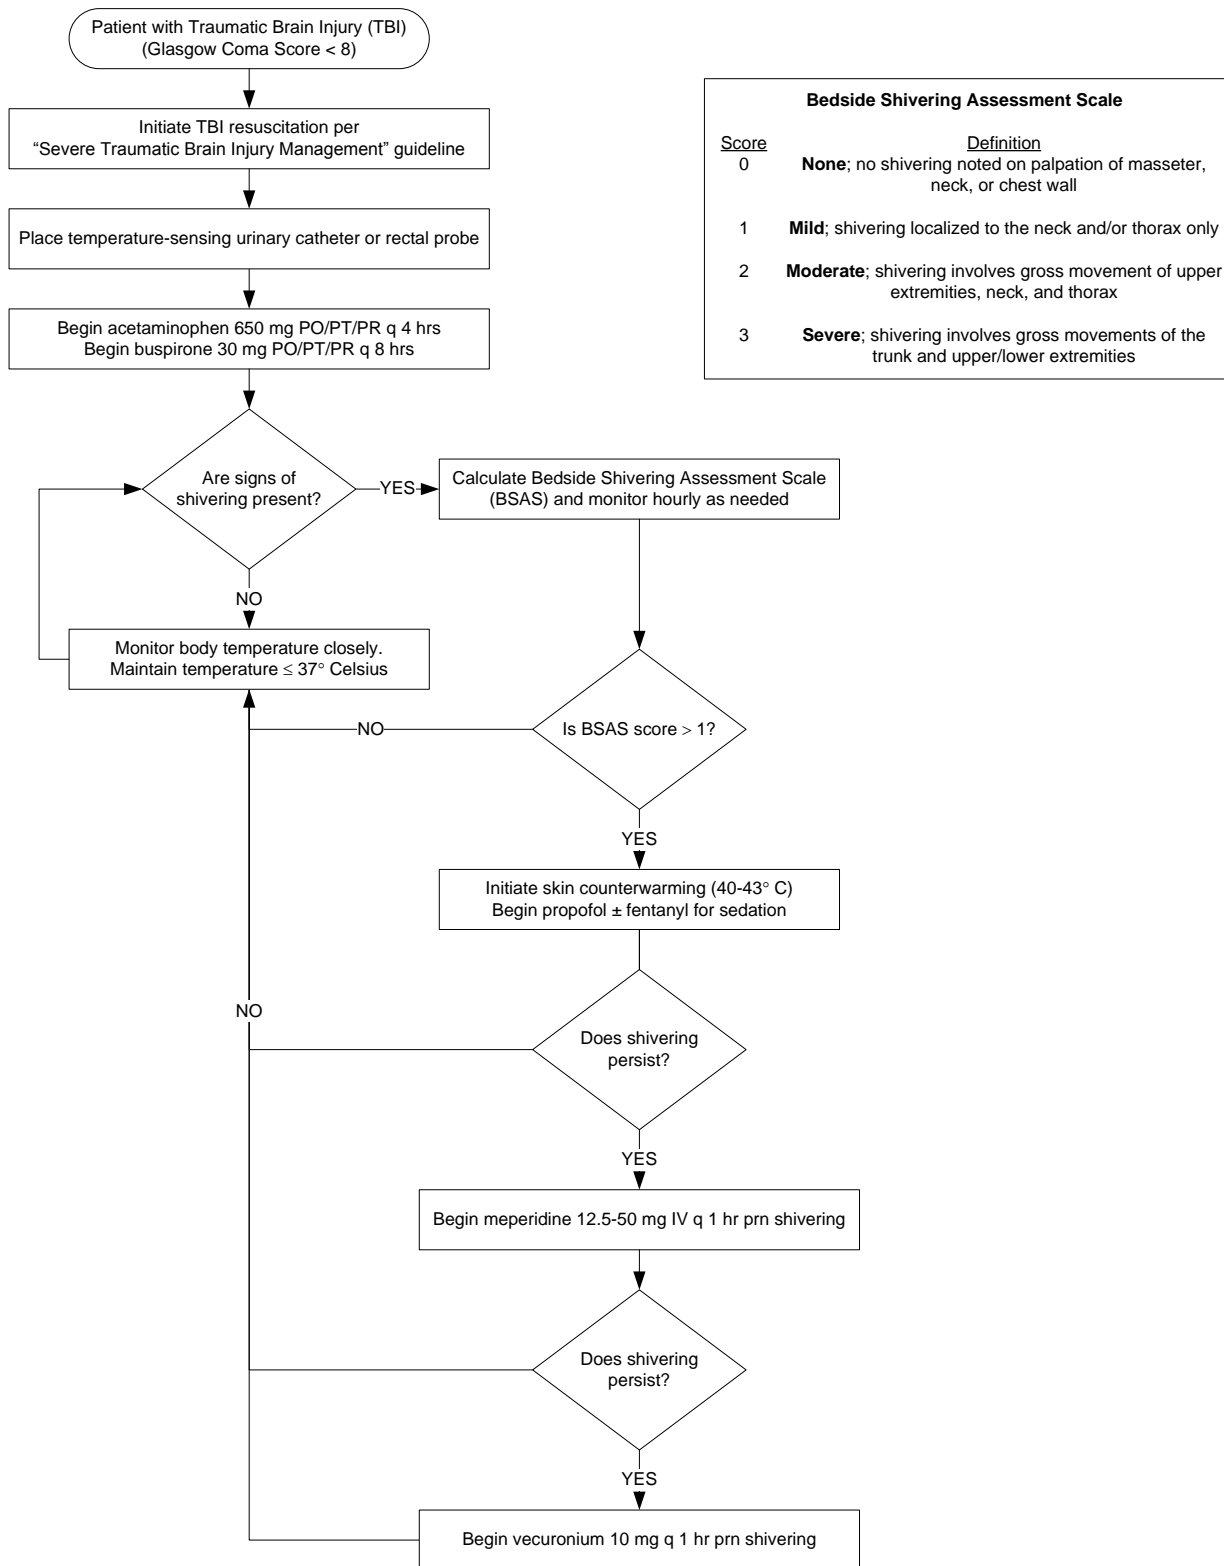 Patient with Traumatic Brain Injury (TBI)
(Glasgow Coma Score < 8)
Initiate TBI resuscitation per
“Severe Traumatic Brain Injury Management” guideline
Place temperature-sensing urinary catheter or rectal probe
Begin acetaminophen 650 mg PO/PT/PR q 4 hrs
Begin buspirone 30 mg PO/PT/PR q 8 hrs
Bedside Shivering Assessment Scale
Score Definition
0 None; no shivering noted on palpation of masseter,
neck, or chest wall
1 Mild; shivering localized to the neck and/or thorax only
2 Moderate; shivering involves gross movement of upper
extremities, neck, and thorax
3 Severe; shivering involves gross movements of the
trunk and upper/lower extremities
Are signs of
shivering present?
YES
Calculate Bedside Shivering Assessment Scale
(BSAS) and monitor hourly as needed
NO
Monitor body temperature closely.
Maintain temperature ≤ 37° Celsius
Is BSAS score > 1?
NO
YES
Initiate skin counterwarming (40-43° C)
Begin propofol ± fentanyl for sedation
NO
Does shivering
persist?
YES
Begin meperidine 12.5-50 mg IV q 1 hr prn shivering
Does shivering
persist?
YES
Begin vecuronium 10 mg q 1 hr prn shivering